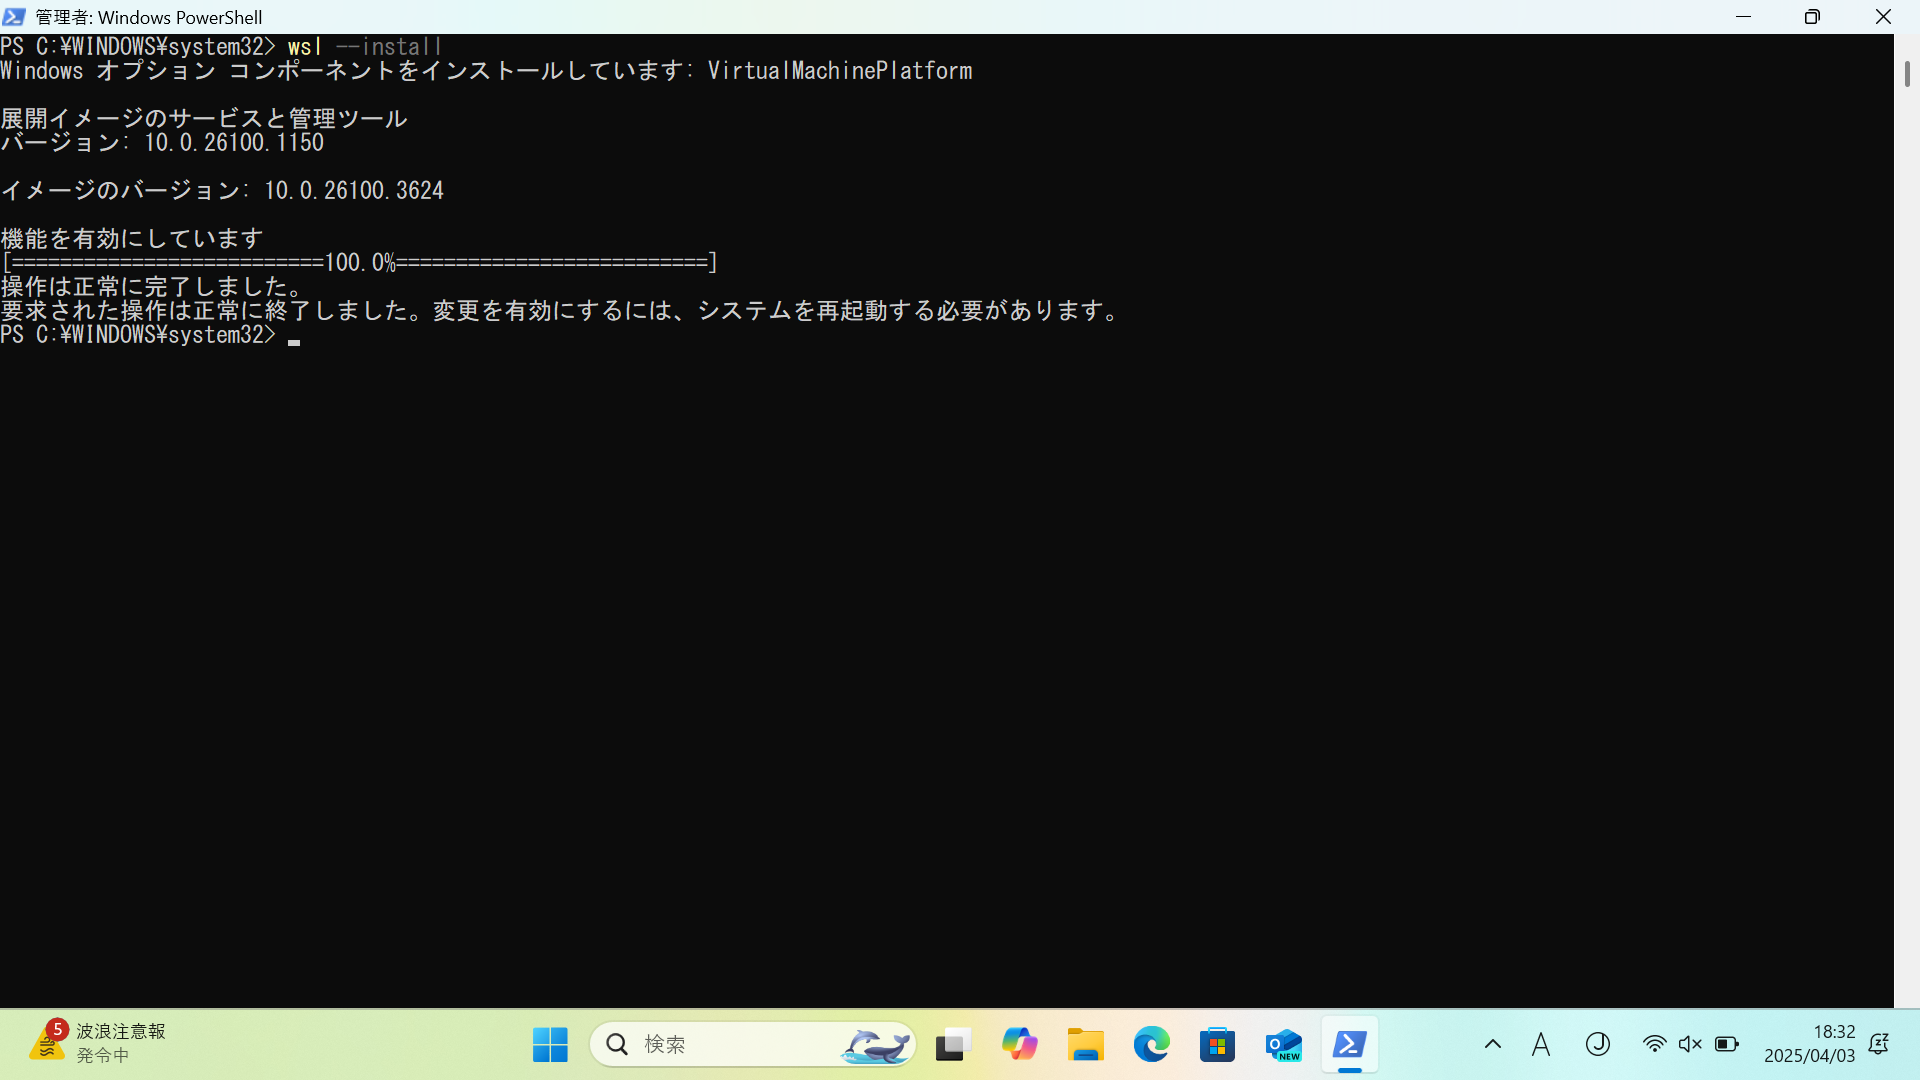 管理者: Windows PowerShell
PS C:¥WINDOWS¥system32> wsl --install
Windows オプション コンポーネントをインストールしています: VirtualMachinePlatform
展開イメージのサービスと管理ツール
バージョン: 10.0.26100.1150
イメージのバージョン: 10.0.26100.3624
機能を有効にしています
[==========================100.0%==========================]
操作は正常に完了しました。
要求された操作は正常に終了しました。変更を有効にするには、システムを再起動する必要があります。
PS C:¥WINDOWS¥system32>
5
波浪注意報
発令中
検索
NEW
A
J
18:32
2025/04/03